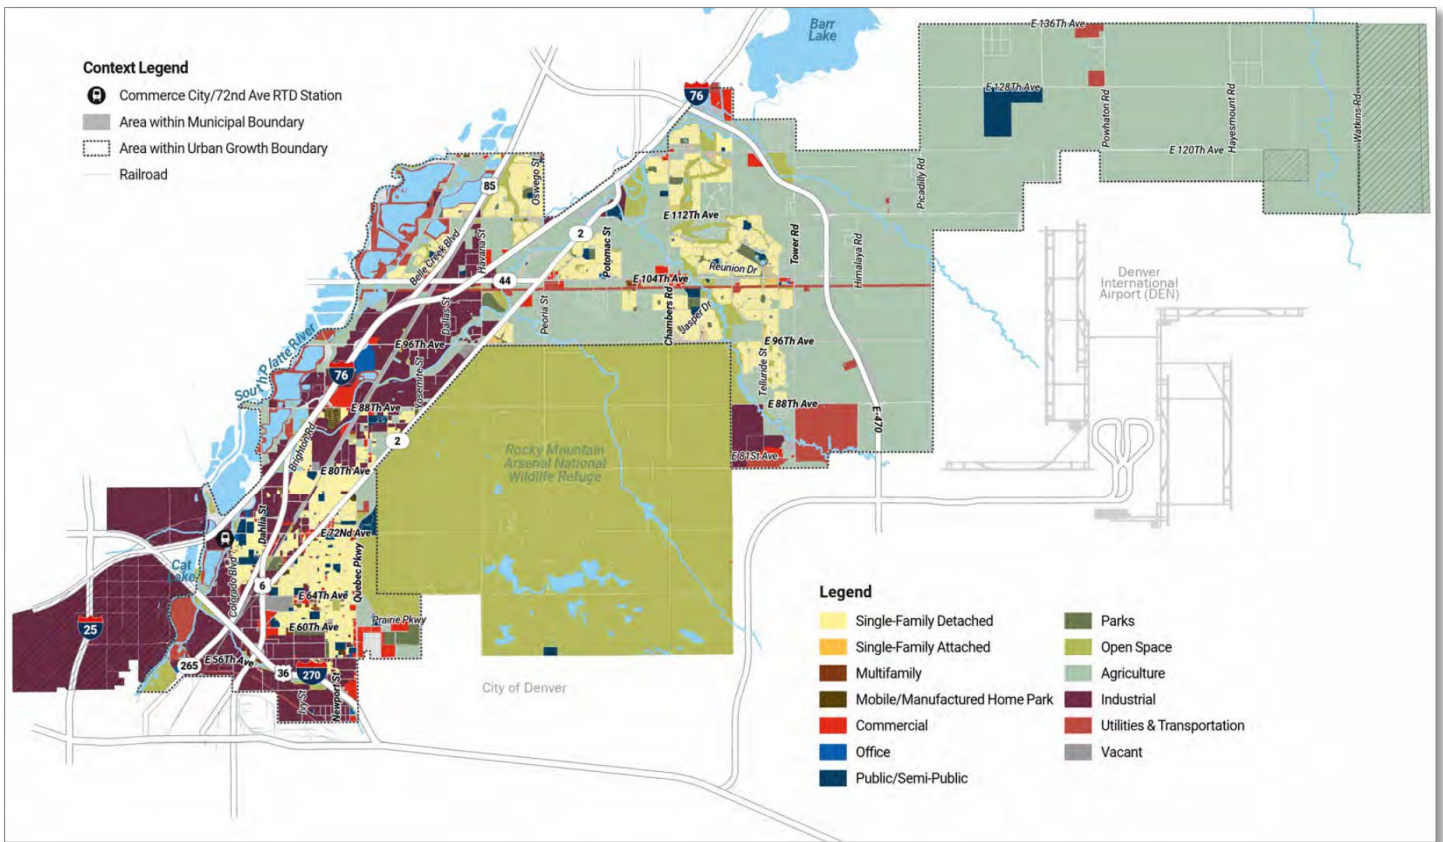 Context Legend
Commerce City/72nd Ave RTD Station
Area within Municipal Boundary
Area within Urban Growth Boundary
Railroad
Barr
Lake
E 136Th Ave
76
E 128Th Ave
Powhaton Rd
Hayesmount Rd
Watkins Rd
E 120Th Ave
85
Oswego St
Picadilly Rd
2
E 112Th Ave
Belle Creek Blvd
Havana St
Potomac St
Tower Rd
Himalaya Rd
Reunion Dr
44
E 104Th Ave
Denver
International
Airport (DEN)
Dallas St
Peoria St
Chambers Rd
Jasper Dr
South Platte River
E 96Th Ave
E 96Th Ave
76
Yosemite St
Telluride St
E 88Th Ave
E 88Th Ave
E-470
Brighton Rd
2
Rocky Mountain
Arsenal National
Wildlife Refuge
E 81St Ave
E 80Th Ave
Dahlia St
E 72Nd Ave
Cat
Lake
Colorado Blvd
6
Quebec Pkwy
E 64Th Ave
25
E 60Th Ave
Prairie Pkwy
265
E 56Th Ave
36
270
Ivy St
Newport St
City of Denver
Legend
Single-Family Detached
Single-Family Attached
Multifamily
Mobile/Manufactured Home Park
Commercial
Office
Public/Semi-Public
Parks
Open Space
Agriculture
Industrial
Utilities & Transportation
Vacant